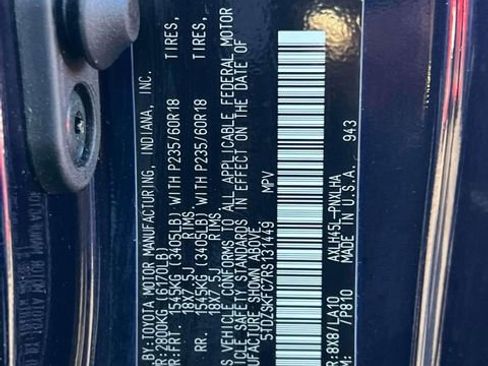 BY: TOYOTA MOTOR MANUFACTURING, INDIANA, INC.
R: 2800KG (6170LB)
R: FRT. 1545KG (3405LB) WITH P235/60R18 TIRES,
18X7.5J RIMS
RR. 1545KG (3405LB) WITH P235/60R18 TIRES,
18X7.5J RIMS
VEHICLE CONFORMS TO ALL APPLICABLE FEDERAL MOTOR
SAFETY STANDARDS IN EFFECT ON THE DATE OF
MANUFACTURE SHOWN ABOVE.
5TDZSKFC7RS131449 MPV
R: 8X8/LA10 AXLH45L-PNXLHA
M: 7P810 MADE IN U.S.A. 943